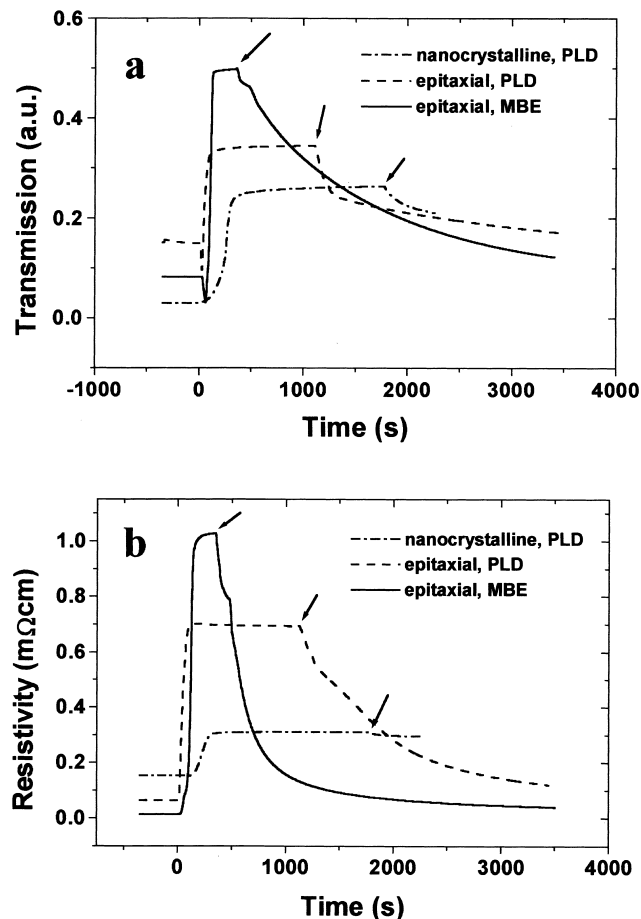 0.6
a
nanocrystalline, PLD
epitaxial, PLD
epitaxial, MBE
0.4
0.2
0.0
Transmission (a.u.)
-1000 0 1000 2000 3000 4000
Time (s)
b
nanocrystalline, PLD
epitaxial, PLD
epitaxial, MBE
1.0
0.8
0.6
0.4
0.2
0.0
Resistivity (mΩcm)
0 1000 2000 3000 4000
Time (s)